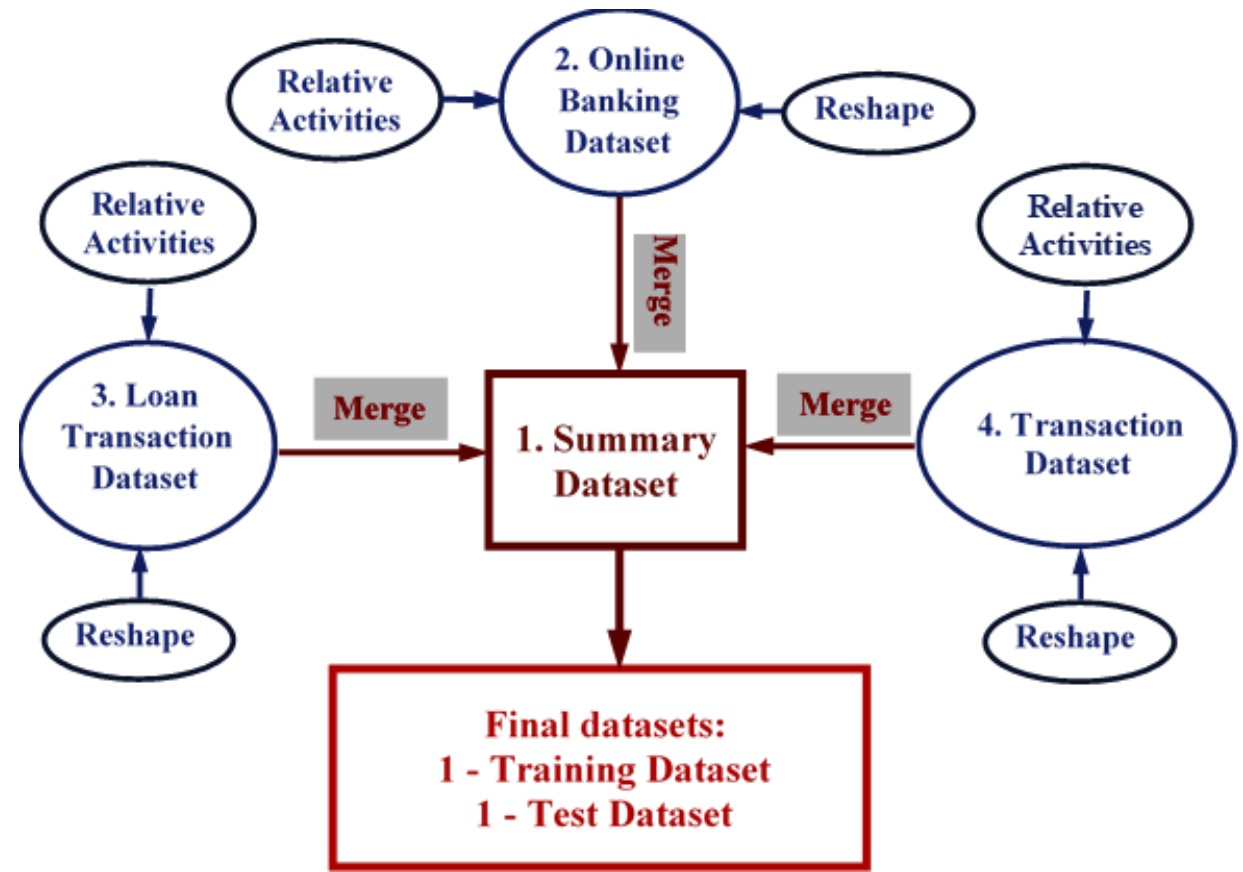 2. Online
Banking
Dataset
Relative
Activities
Reshape
Relative
Activities
Relative
Activities
Merge
3. Loan
Transaction
Dataset
Merge
Merge
1. Summary
Dataset
4. Transaction
Dataset
Reshape
Reshape
Final datasets:
1 - Training Dataset
1 - Test Dataset